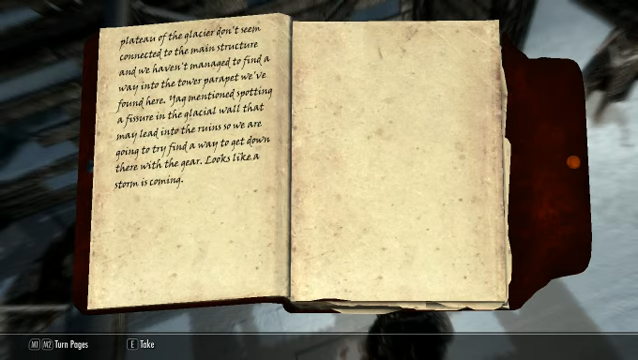 plateau of the glacier don't seem
connected to the main structure
and we haven't managed to find a
way into the tower parapet we've
found here. Yag mentioned spotting
a fissure in the glacial wall that
may lead into the ruins so we are
going to try find a way to get down
there with the gear. Looks like a
storm is coming.
M1 M2 Turn Pages
E Take